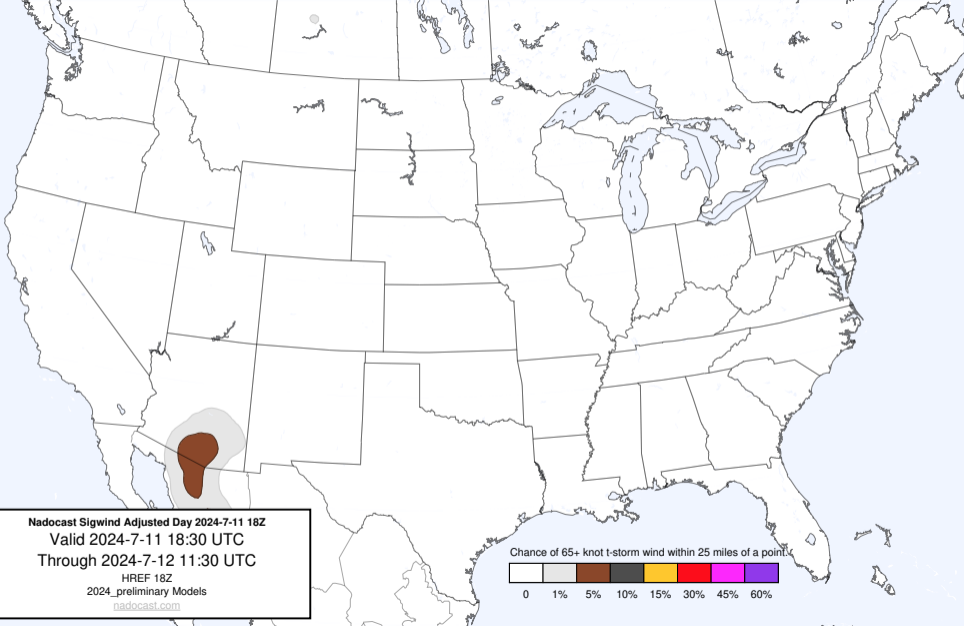 Nadocast Sigwind Adjusted Day 2024-7-11 18Z
Valid 2024-7-11 18:30 UTC
Through 2024-7-12 11:30 UTC
HREF 18Z
2024_preliminary Models
nadocast.com
Chance of 65+ knot t-storm wind within 25 miles of a point.
0 1% 5% 10% 15% 30% 45% 60%